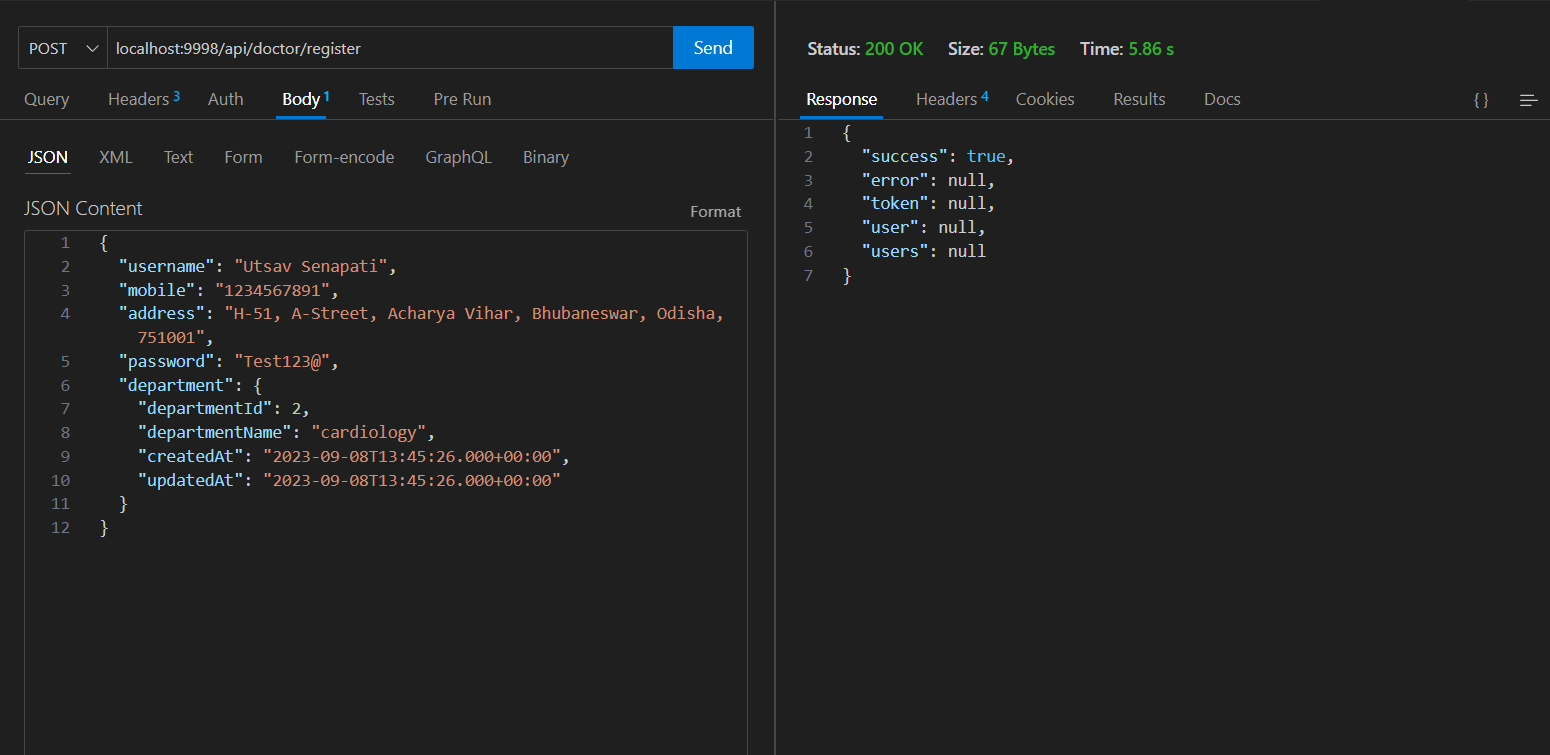 POST localhost:9998/api/doctor/register Send
Query Headers 3 Auth Body 1 Tests Pre Run
JSON XML Text Form Form-encode GraphQL Binary
JSON Content Format
1 {
2 "username": "Utsav Senapati",
3 "mobile": "1234567891",
4 "address": "H-51, A-Street, Acharya Vihar, Bhubaneswar, Odisha,
751001",
5 "password": "Test123@",
6 "department": {
7 "departmentId": 2,
8 "departmentName": "cardiology",
9 "createdAt": "2023-09-08T13:45:26.000+00:00",
10 "updatedAt": "2023-09-08T13:45:26.000+00:00"
11 }
12 }
Status: 200 OK Size: 67 Bytes Time: 5.86 s
Response Headers 4 Cookies Results Docs { }
1 {
2 "success": true,
3 "error": null,
4 "token": null,
5 "user": null,
6 "users": null
7 }